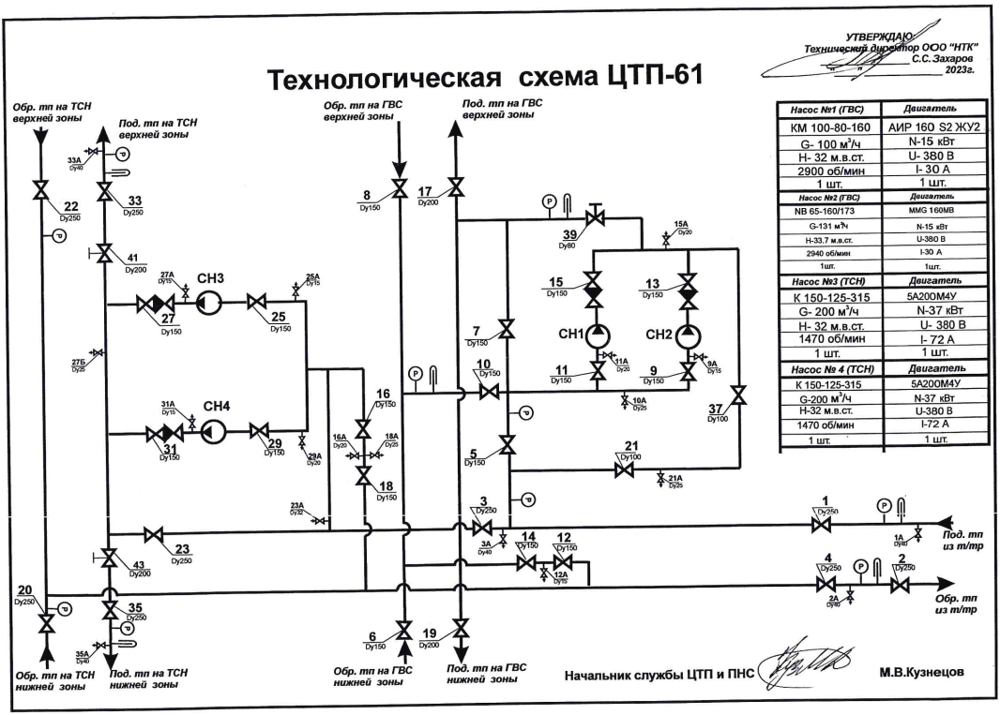 УТВЕРЖДАЮ:
Технический директор ООО "НТК"
С.С.Захаров
"___"________ 2023г.
Технологическая схема ЦТП-61
Обр. тп на ТСН
верхней зоны
Под. тп на ТСН
верхней зоны
Обр. тп на ГВС
верхней зоны
Под. тп на ГВС
верхней зоны
Насос №1 (ГВС) Двигатель
КМ 100-80-160 АИР 160 S2 ЖУ2
G- 100 м³/ч N-15 кВт
H- 32 м.в.ст. U- 380 В
2900 об/мин I- 30 А
1 шт. 1 шт.
Насос №2 (ГВС) Двигатель
NB 65-160/173 MMG 160MB
G-131 м³/ч N-15 кВт
H-33.7 м.в.ст. U-380 В
2940 об/мин I-30 А
1шт. 1шт.
Насос №3 (ТСН) Двигатель
К 150-125-315 5А200М4У
G- 200 м³/ч N-37 кВт
H- 32 м.в.ст. U- 380 В
1470 об/мин I- 72 А
1 шт. 1 шт.
Насос № 4 (ТСН) Двигатель
К 150-125-315 5А200М4У
G-200 м³/ч N-37 кВт
H-32 м.в.ст. U-380 В
1470 об/мин I-72 А
1 шт. 1 шт.
33А
Dy40
P
22
Dy250
33
Dy250
8
Dy150
17
Dy200
P
39
Dy80
15А
Dy20
P
41
Dy200
27А
Dy15
СН3
25А
Dy15
15
Dy150
13
Dy150
27
Dy150
25
Dy150
7
Dy150
СН1
СН2
27Б
Dy25
P
10
Dy150
11А
Dy20
11
Dy150
9А
Dy15
9
Dy150
31А
Dy15
СН4
16
Dy150
10А
Dy25
37
Dy100
P
31
Dy150
29
Dy150
29А
Dy20
16А
Dy20
18А
Dy25
5
Dy150
21
Dy100
21А
Dy25
18
Dy150
P
23А
Dy32
3
Dy250
1
Dy250
P
3А
Dy40
1А
Dy40
Под. тп
из т/тр
23
Dy250
14
Dy150
12
Dy150
12А
Dy15
43
Dy200
4
Dy250
P
2
Dy250
2А
Dy40
Обр. тп
из т/тр
20
Dy250
P
35
Dy250
P
35А
Dy40
6
Dy150
19
Dy200
Обр. тп на ТСН
нижней зоны
Под. тп на ТСН
нижней зоны
Обр. тп на ГВС
нижней зоны
Под. тп на ГВС
нижней зоны
Начальник службы ЦТП и ПНС
М.В.Кузнецов